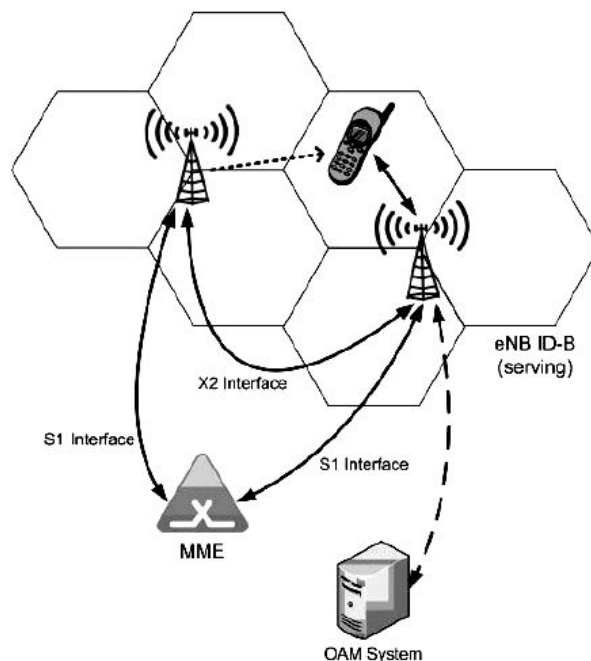 eNB ID-B
(serving)
X2 Interface
S1 Interface
S1 Interface
MME
OAM System